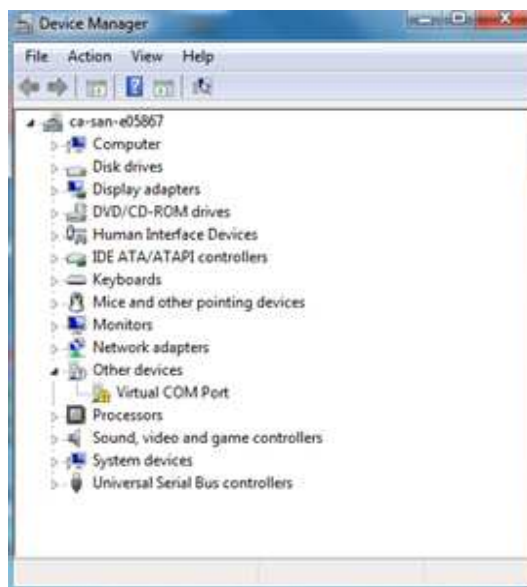 Device Manager
File Action View Help
ca-san-e05867
Computer
Disk drives
Display adapters
DVD/CD-ROM drives
Human Interface Devices
IDE ATA/ATAPI controllers
Keyboards
Mice and other pointing devices
Monitors
Network adapters
Other devices
Virtual COM Port
Processors
Sound, video and game controllers
System devices
Universal Serial Bus controllers